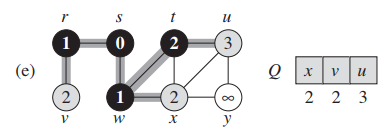 r s t u
1 0 2 3
(e) Q x v u
2 1 2 ∞ 2 2 3
v w x y